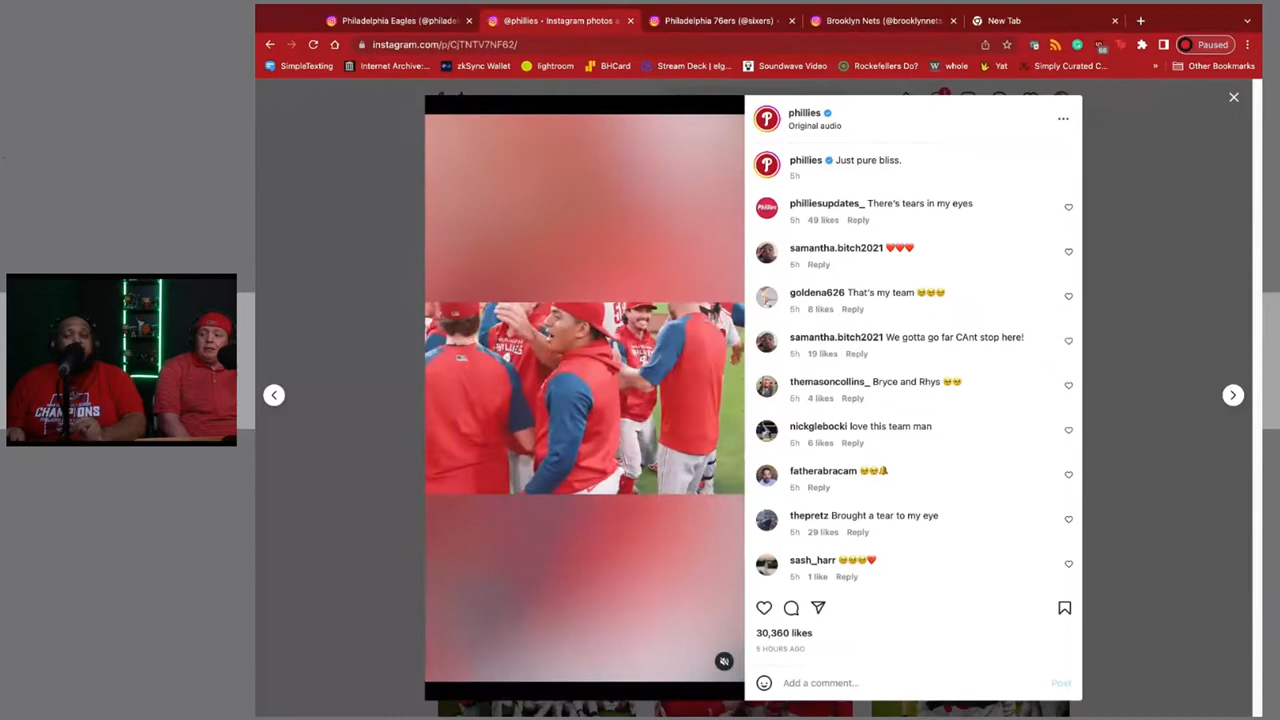 Philadelphia Eagles (@philadel
@phillies • Instagram photos a
Philadelphia 76ers (@sixers) •
Brooklyn Nets (@brooklynnets
New Tab
instagram.com/p/CjTNTV7NF62/
Paused
SimpleTexting
Internet Archive:...
BHCard
zkSync Wallet
lightroom
BHCard
Stream Deck | elg...
Soundwave Video
Rockefellers Do?
whole
Yat
Simply Curated C...
Other Bookmarks
phillies
Original audio
phillies Just pure bliss.
5h
philliesupdates_ There's tears in my eyes
5h 49 likes Reply
samantha.bitch2021 ❤️❤️❤️
5h Reply
goldena626 That's my team 🥹🥹🥹
5h 8 likes Reply
samantha.bitch2021 We gotta go far CAnt stop here!
5h 19 likes Reply
themasoncollins_ Bryce and Rhys 🥹🥹
5h 4 likes Reply
nickglebocki love this team man
5h 6 likes Reply
fatherabracam 🥹🥹🔔
5h Reply
thepretz Brought a tear to my eye
5h 29 likes Reply
sash_harr 🥹🥹🥹❤️
5h 1 like Reply
30,360 likes
5 HOURS AGO
Add a comment...
Post
CHAMPIONS